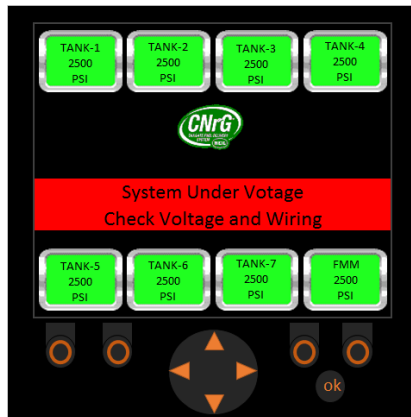 TANK-1
2500
PSI
TANK-2
2500
PSI
TANK-3
2500
PSI
TANK-4
2500
PSI
CNrG
System Under Votage
Check Voltage and Wiring
TANK-5
2500
PSI
TANK-6
2500
PSI
TANK-7
2500
PSI
FMM
2500
PSI
ok